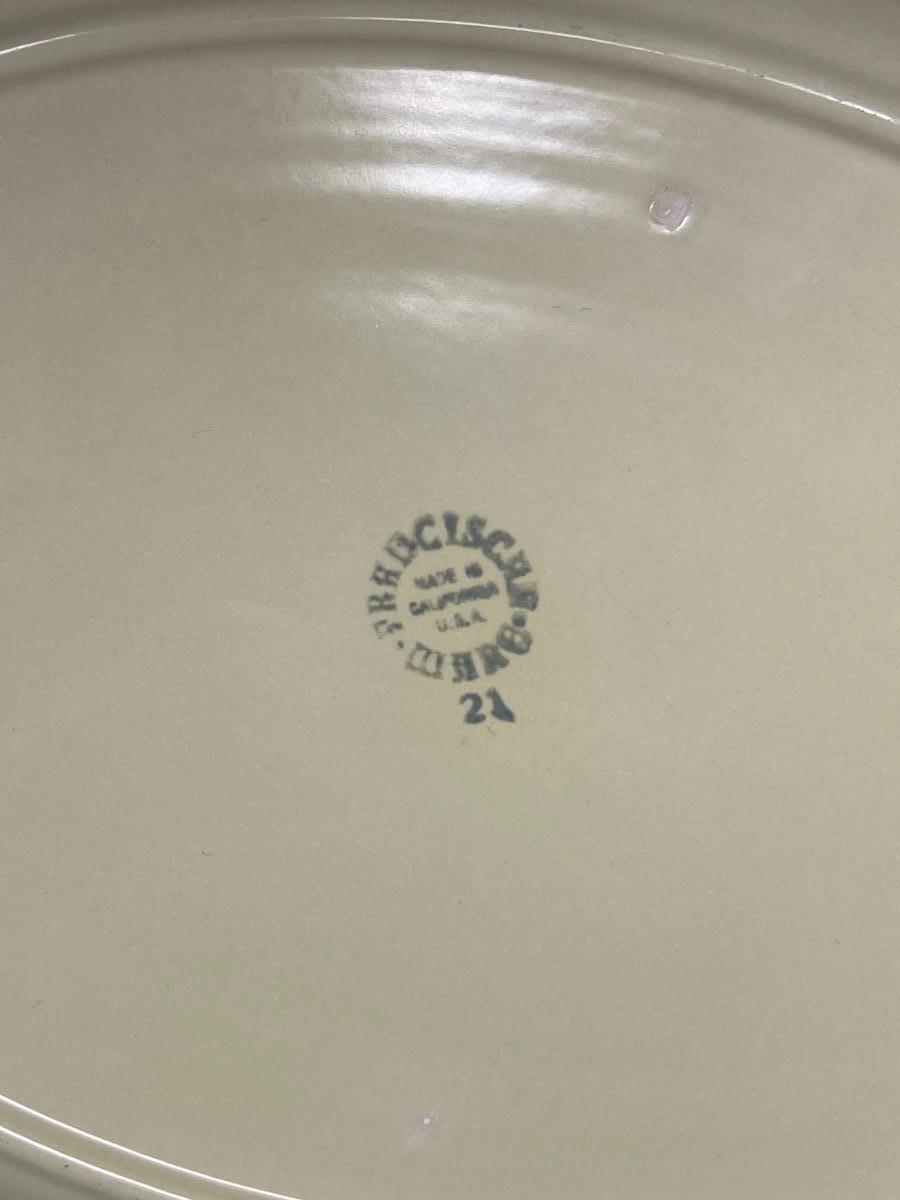 FRANCISCAN WARE
MADE IN
CALIFORNIA
U.S.A.
21